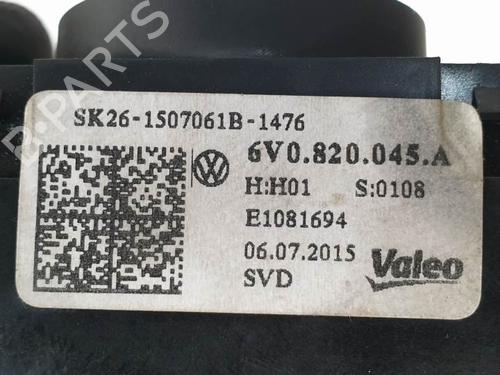 SK26-1507061B-1476
6V0.820.045.A
H:H01 S:0108
E1081694
06.07.2015
SVD
Valeo
B-PARTS